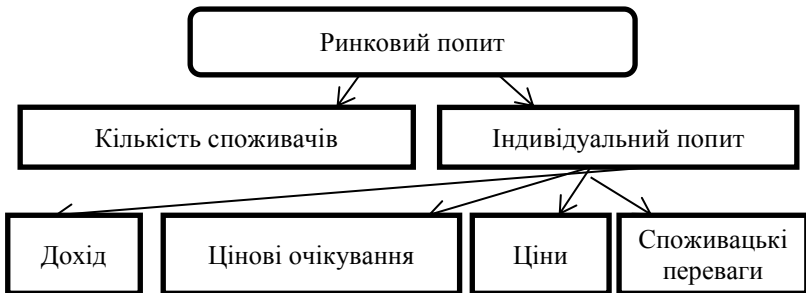 Ринковий попит
Кількість споживачів
Індивідуальний попит
Дохід
Цінові очікування
Ціни
Споживацькі
переваги